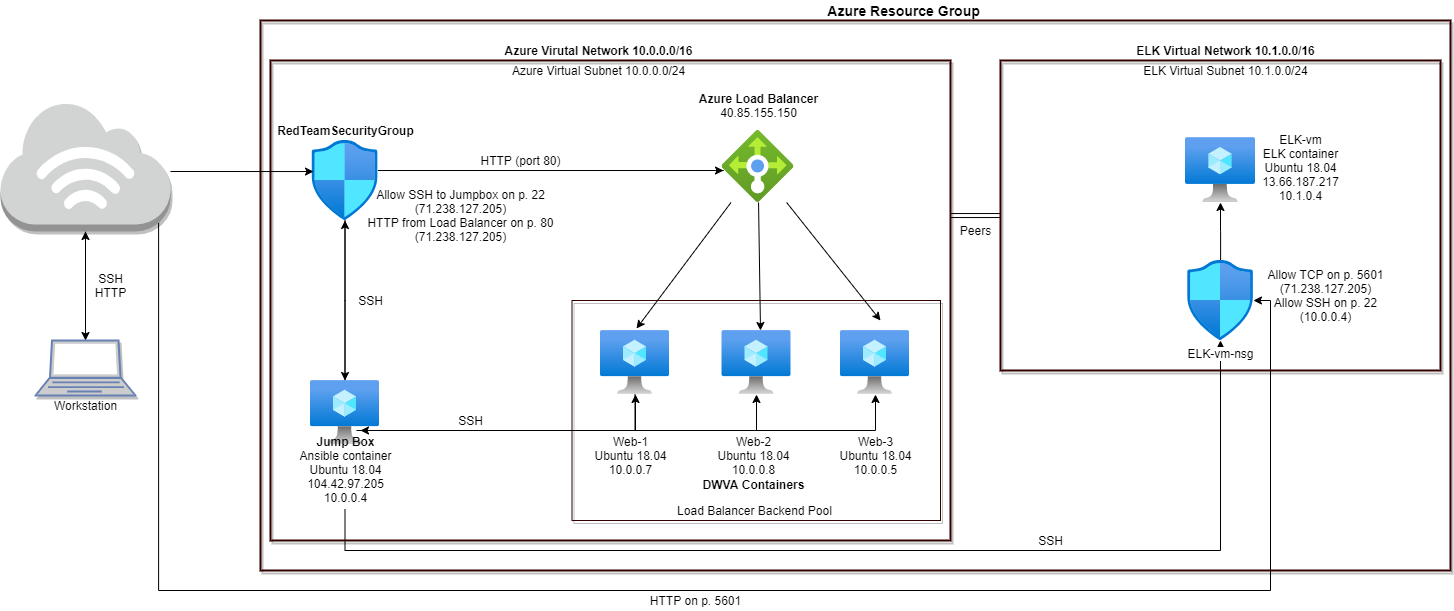 Azure Resource Group
Azure Virutal Network 10.0.0.0/16
ELK Virtual Network 10.1.0.0/16
Azure Virtual Subnet 10.0.0.0/24
ELK Virtual Subnet 10.1.0.0/24
Azure Load Balancer
40.85.155.150
RedTeamSecurityGroup
HTTP (port 80)
Allow SSH to Jumpbox on p. 22
(71.238.127.205)
HTTP from Load Balancer on p. 80
(71.238.127.205)
ELK-vm
ELK container
Ubuntu 18.04
13.66.187.217
10.1.0.4
Peers
SSH
HTTP
SSH
Allow TCP on p. 5601
(71.238.127.205)
Allow SSH on p. 22
(10.0.0.4)
ELK-vm-nsg
Workstation
SSH
Jump Box
Ansible container
Ubuntu 18.04
104.42.97.205
10.0.0.4
Web-1
Ubuntu 18.04
10.0.0.7
Web-2
Ubuntu 18.04
10.0.0.8
Web-3
Ubuntu 18.04
10.0.0.5
DWVA Containers
Load Balancer Backend Pool
SSH
HTTP on p. 5601